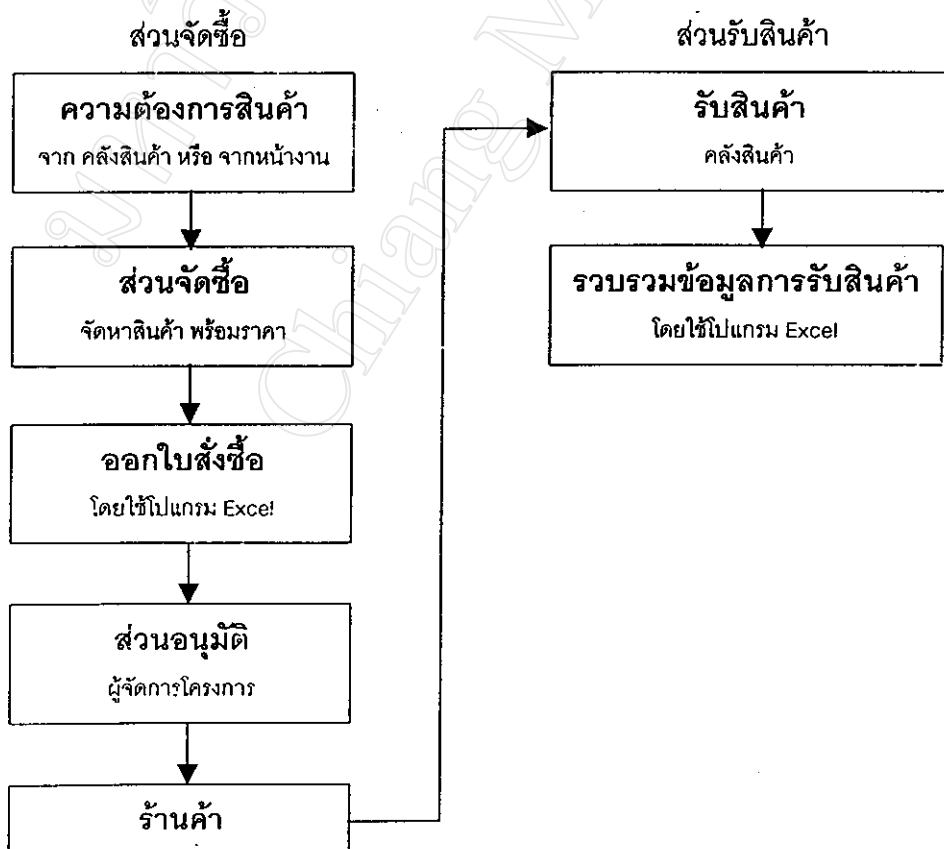 ส่วนจัดซื้อ
ความต้องการสินค้า
จาก คลังสินค้า หรือ จากหน้างาน
ส่วนจัดซื้อ
จัดหาสินค้า พร้อมราคา
ออกใบสั่งซื้อ
โดยใช้โปแกรม Excel
ส่วนอนุมัติ
ผู้จัดการโครงการ
ร้านค้า
ส่วนรับสินค้า
รับสินค้า
คลังสินค้า
รวบรวมข้อมูลการรับสินค้า
โดยใช้โปแกรม Excel
Chiang